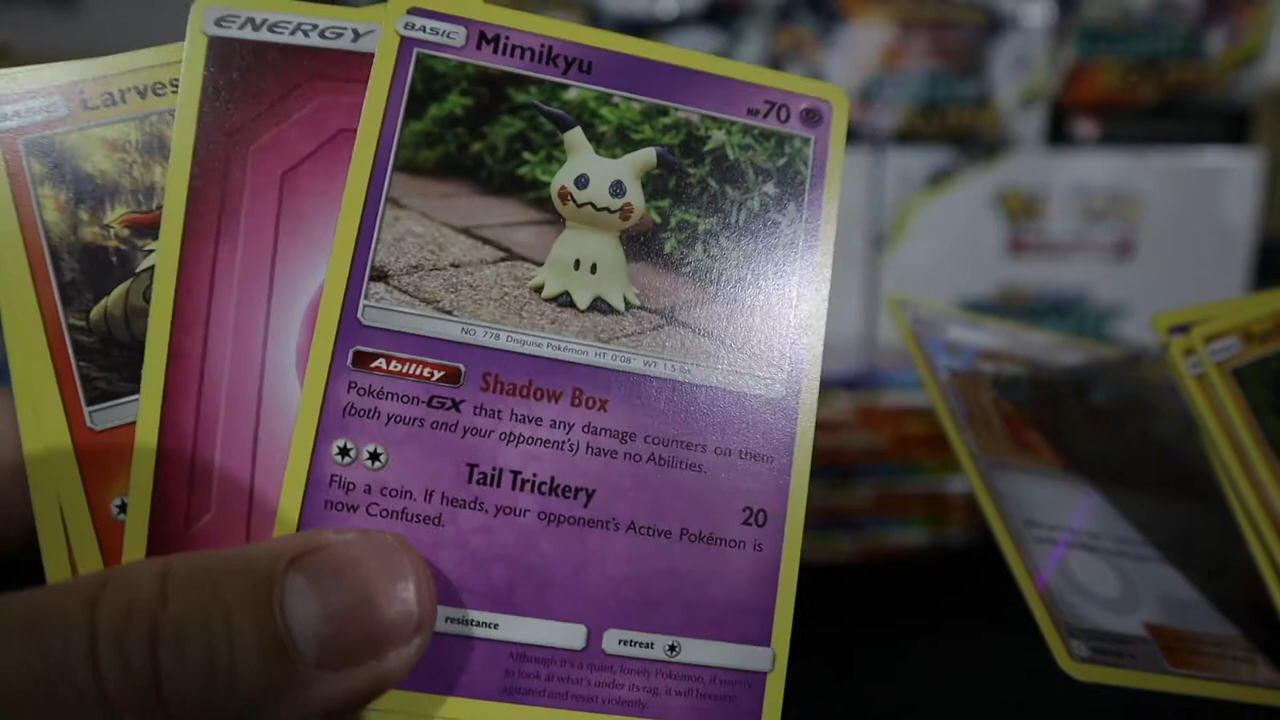 BASIC
Larves
ENERGY
BASIC Mimikyu HP 70
NO. 778 Disguise Pokémon HT 0'08" WT 1.5 lbs.
Ability Shadow Box
Pokémon-GX that have any damage counters on them
(both yours and your opponent's) have no Abilities.
Tail Trickery 20
Flip a coin. If heads, your opponent's Active Pokémon is
now Confused.
resistance
retreat
Although it's a quiet, lonely Pokémon, if you try
to look at what's under its rag, it will become
agitated and resist violently.